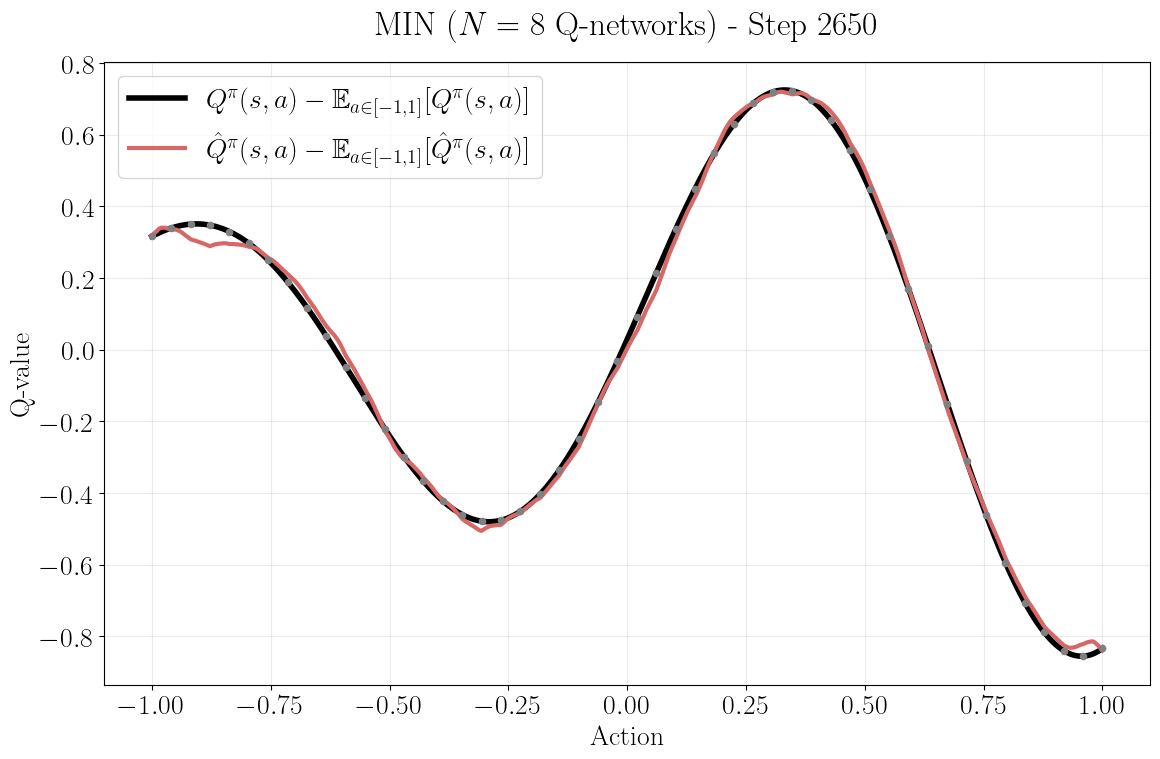 MIN (N = 8 Q-networks) - Step 2650
Q^π(s, a) − 𝔼_{a∈[−1,1]}[Q^π(s, a)]
Q̂^π(s, a) − 𝔼_{a∈[−1,1]}[Q̂^π(s, a)]
Q-value
0.8
0.6
0.4
0.2
0.0
−0.2
−0.4
−0.6
−0.8
−1.00 −0.75 −0.50 −0.25 0.00 0.25 0.50 0.75 1.00
Action